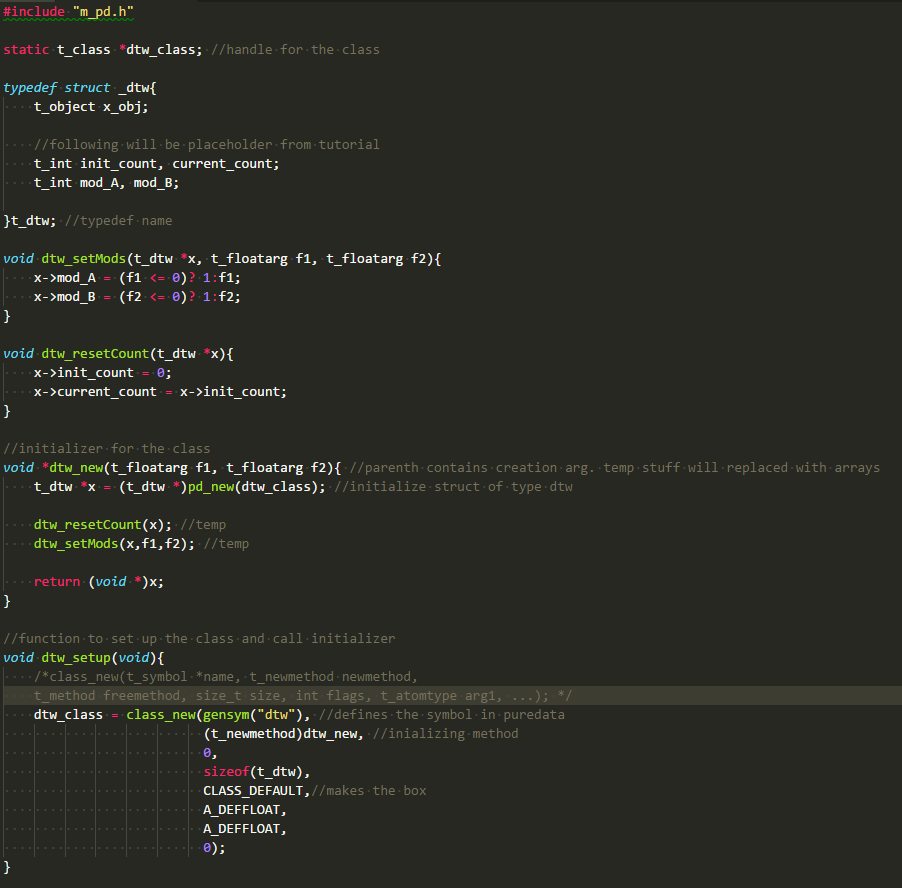 #include "m_pd.h"
static t_class *dtw_class; //handle for the class
typedef struct _dtw{
t_object x_obj;
//following will be placeholder from tutorial
t_int init_count, current_count;
t_int mod_A, mod_B;
}t_dtw; //typedef name
void dtw_setMods(t_dtw *x, t_floatarg f1, t_floatarg f2){
x->mod_A = (f1 <= 0)? 1:f1;
x->mod_B = (f2 <= 0)? 1:f2;
}
void dtw_resetCount(t_dtw *x){
x->init_count = 0;
x->current_count = x->init_count;
}
//initializer for the class
void *dtw_new(t_floatarg f1, t_floatarg f2){ //parenth contains creation arg. temp stuff will replaced with arrays
t_dtw *x = (t_dtw *)pd_new(dtw_class); //initialize struct of type dtw
dtw_resetCount(x); //temp
dtw_setMods(x,f1,f2); //temp
return (void *)x;
}
//function to set up the class and call initializer
void dtw_setup(void){
/*class_new(t_symbol *name, t_newmethod newmethod,
t_method freemethod, size_t size, int flags, t_atomtype arg1, ...); */
dtw_class = class_new(gensym("dtw"), //defines the symbol in puredata
(t_newmethod)dtw_new, //inializing method
0,
sizeof(t_dtw),
CLASS_DEFAULT,//makes the box
A_DEFFLOAT,
A_DEFFLOAT,
0);
}